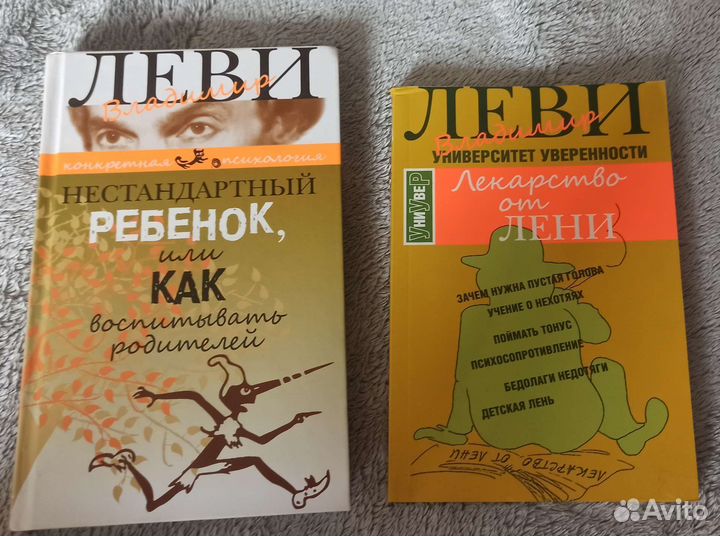 ЛЕВИ
Владимир
конкретная психология
НЕСТАНДАРТНЫЙ
РЕБЕНОК,
или
КАК
воспитывать
родителей
ЛЕВИ
Владимир
УНИВЕРСИТЕТ УВЕРЕННОСТИ
УНИУВЕР
Лекарство
от
ЛЕНИ
ЗАЧЕМ НУЖНА ПУСТАЯ ГОЛОВА
УЧЕНИЕ О НЕХОТЯЯХ
ПОЙМАТЬ ТОНУС
ПСИХОСОПРОТИВЛЕНИЕ
БЕДОЛАГИ НЕДОТЯГИ
ДЕТСКАЯ ЛЕНЬ
ЛЕКАРСТВО ОТ ЛЕНИ
Avito